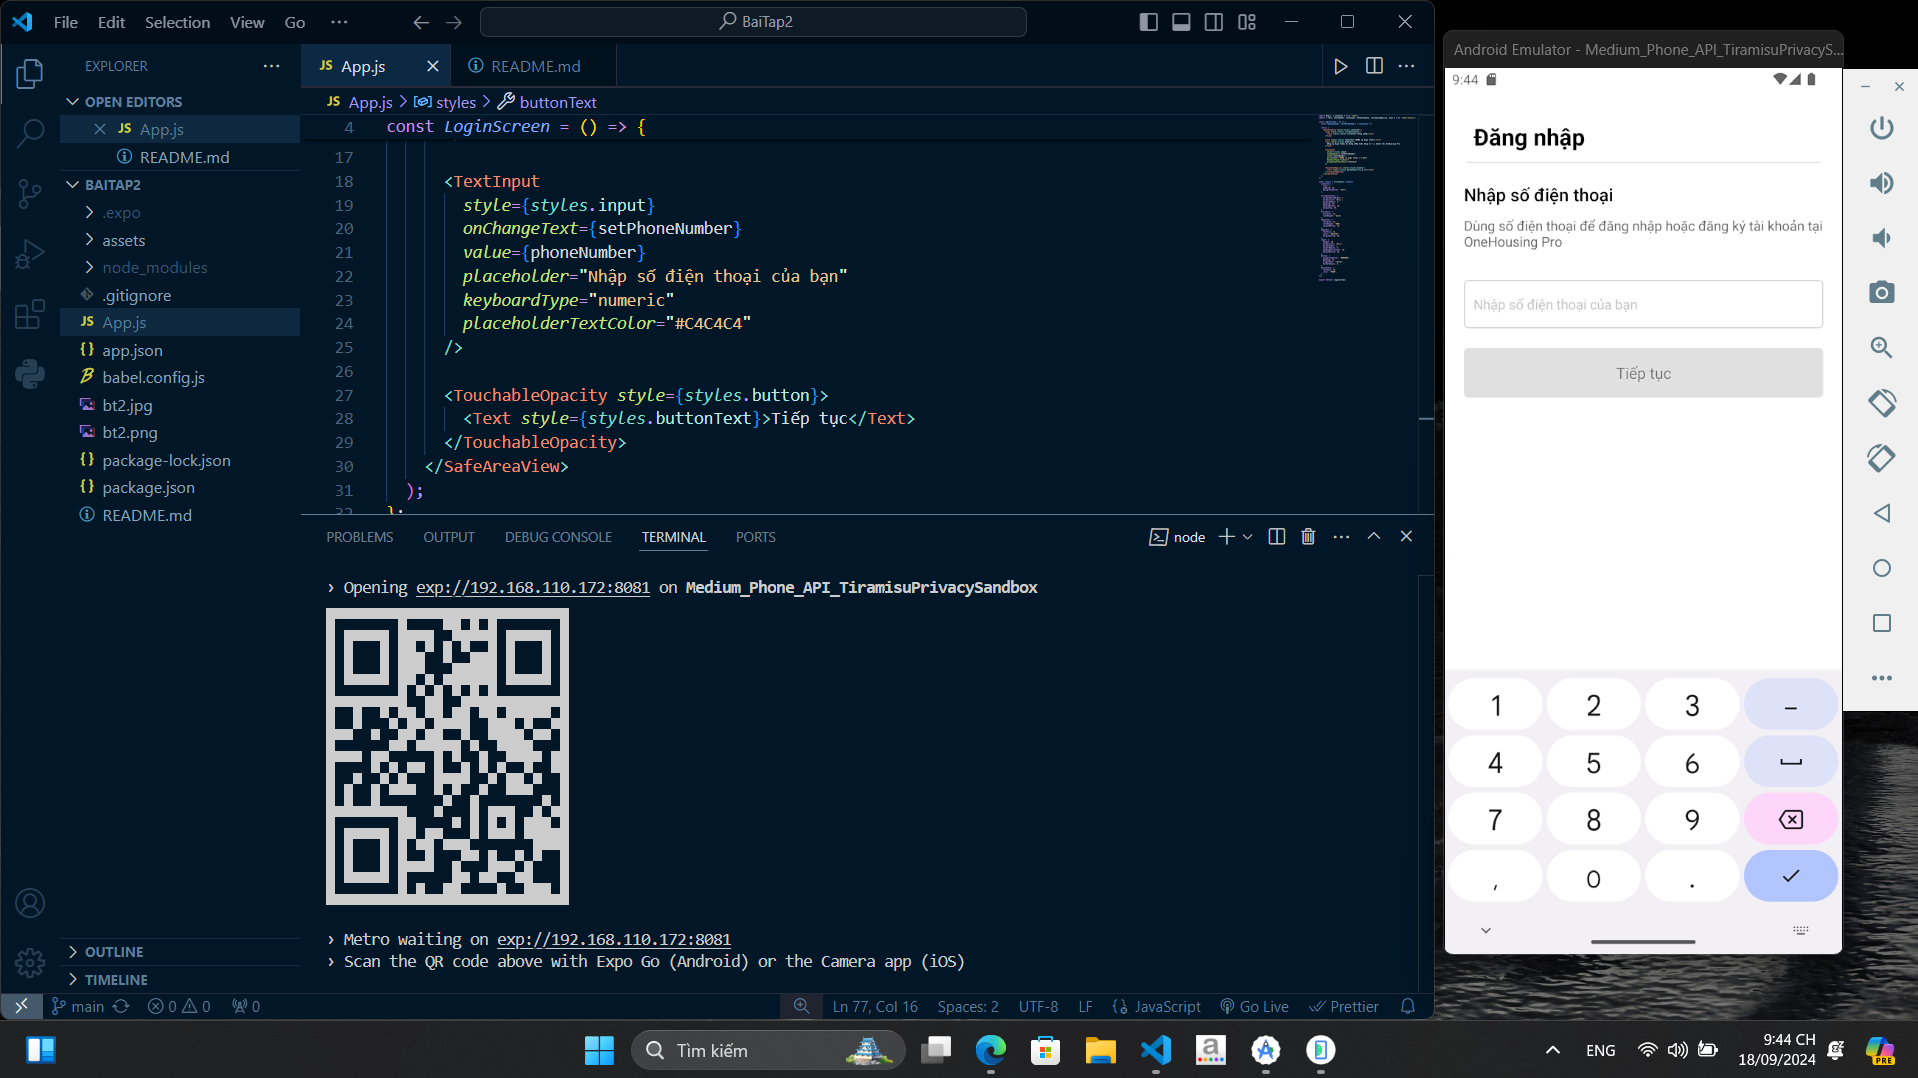 File Edit Selection View Go ···
BaiTap2
EXPLORER
OPEN EDITORS
JS App.js
README.md
BAITAP2
.expo
assets
node_modules
.gitignore
JS App.js
{} app.json
babel.config.js
bt2.jpg
bt2.png
{} package-lock.json
{} package.json
README.md
OUTLINE
TIMELINE
JS App.js README.md
JS App.js > styles > buttonText
4 const LoginScreen = () => {
17
18 <TextInput
19 style={styles.input}
20 onChangeText={setPhoneNumber}
21 value={phoneNumber}
22 placeholder="Nhập số điện thoại của bạn"
23 keyboardType="numeric"
24 placeholderTextColor="#C4C4C4"
25 />
26
27 <TouchableOpacity style={styles.button}>
28 <Text style={styles.buttonText}>Tiếp tục</Text>
29 </TouchableOpacity>
30 </SafeAreaView>
31 );
32 };
PROBLEMS OUTPUT DEBUG CONSOLE TERMINAL PORTS
node
› Opening exp://192.168.110.172:8081 on Medium_Phone_API_TiramisuPrivacySandbox
› Metro waiting on exp://192.168.110.172:8081
› Scan the QR code above with Expo Go (Android) or the Camera app (iOS)
main 0 0 0
Ln 77, Col 16 Spaces: 2 UTF-8 LF {} JavaScript Go Live Prettier
Android Emulator - Medium_Phone_API_TiramisuPrivacyS...
9:44
Đăng nhập
Nhập số điện thoại
Dùng số điện thoại để đăng nhập hoặc đăng ký tài khoản tại
OneHousing Pro
Nhập số điện thoại của bạn
Tiếp tục
1 2 3 –
4 5 6
7 8 9
, 0 .
Tìm kiếm
a
ENG
9:44 CH
18/09/2024
PRE